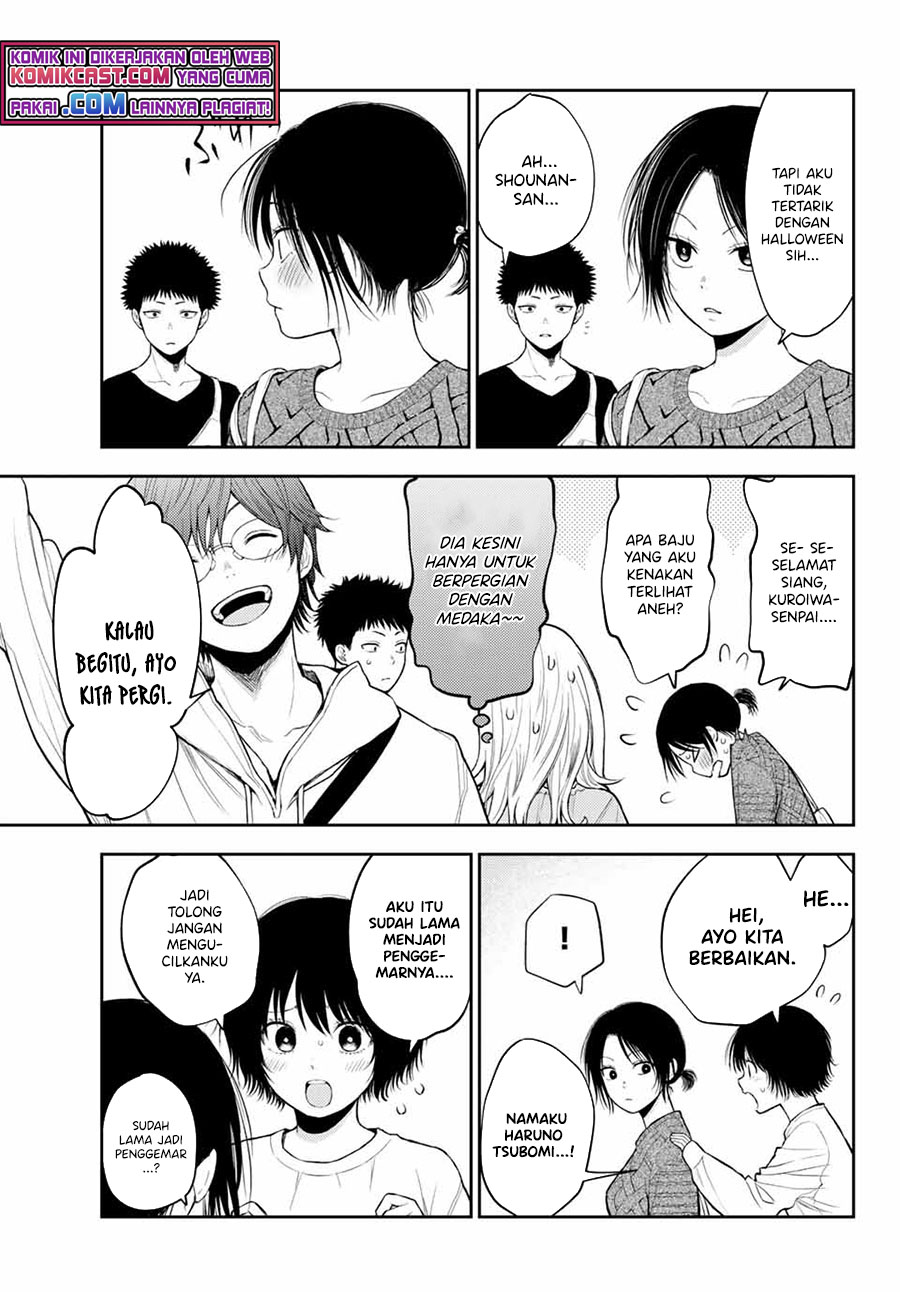 KOMIK INI DIKERJAKAN OLEH WEB
KOMIKCAST.COM YANG CUMA
PAKAI .COM LAINNYA PLAGIAT!
TAPI AKU
TIDAK
TERTARIK
DENGAN
HALLOWEEN
SIH...
AH...
SHOUNAN-
SAN...
SE- SE-
SELAMAT
SIANG,
KUROIWA-
SENPAI....
APA BAJU
YANG AKU
KENAKAN
TERLIHAT
ANEH?
DIA KESINI
HANYA UNTUK
BERPERGIAN
DENGAN
MEDAKA~~
KALAU
BEGITU, AYO
KITA PERGI.
HE...
HEI,
AYO KITA
BERBAIKAN.
!
NAMAKU
HARUNO
TSUBOMI...!
AKU ITU
SUDAH LAMA
MENJADI
PENGGE-
MARNYA....
JADI
TOLONG
JANGAN
MENGU-
CILKANKU
YA.
SUDAH
LAMA JADI
PENGGEMAR
...?